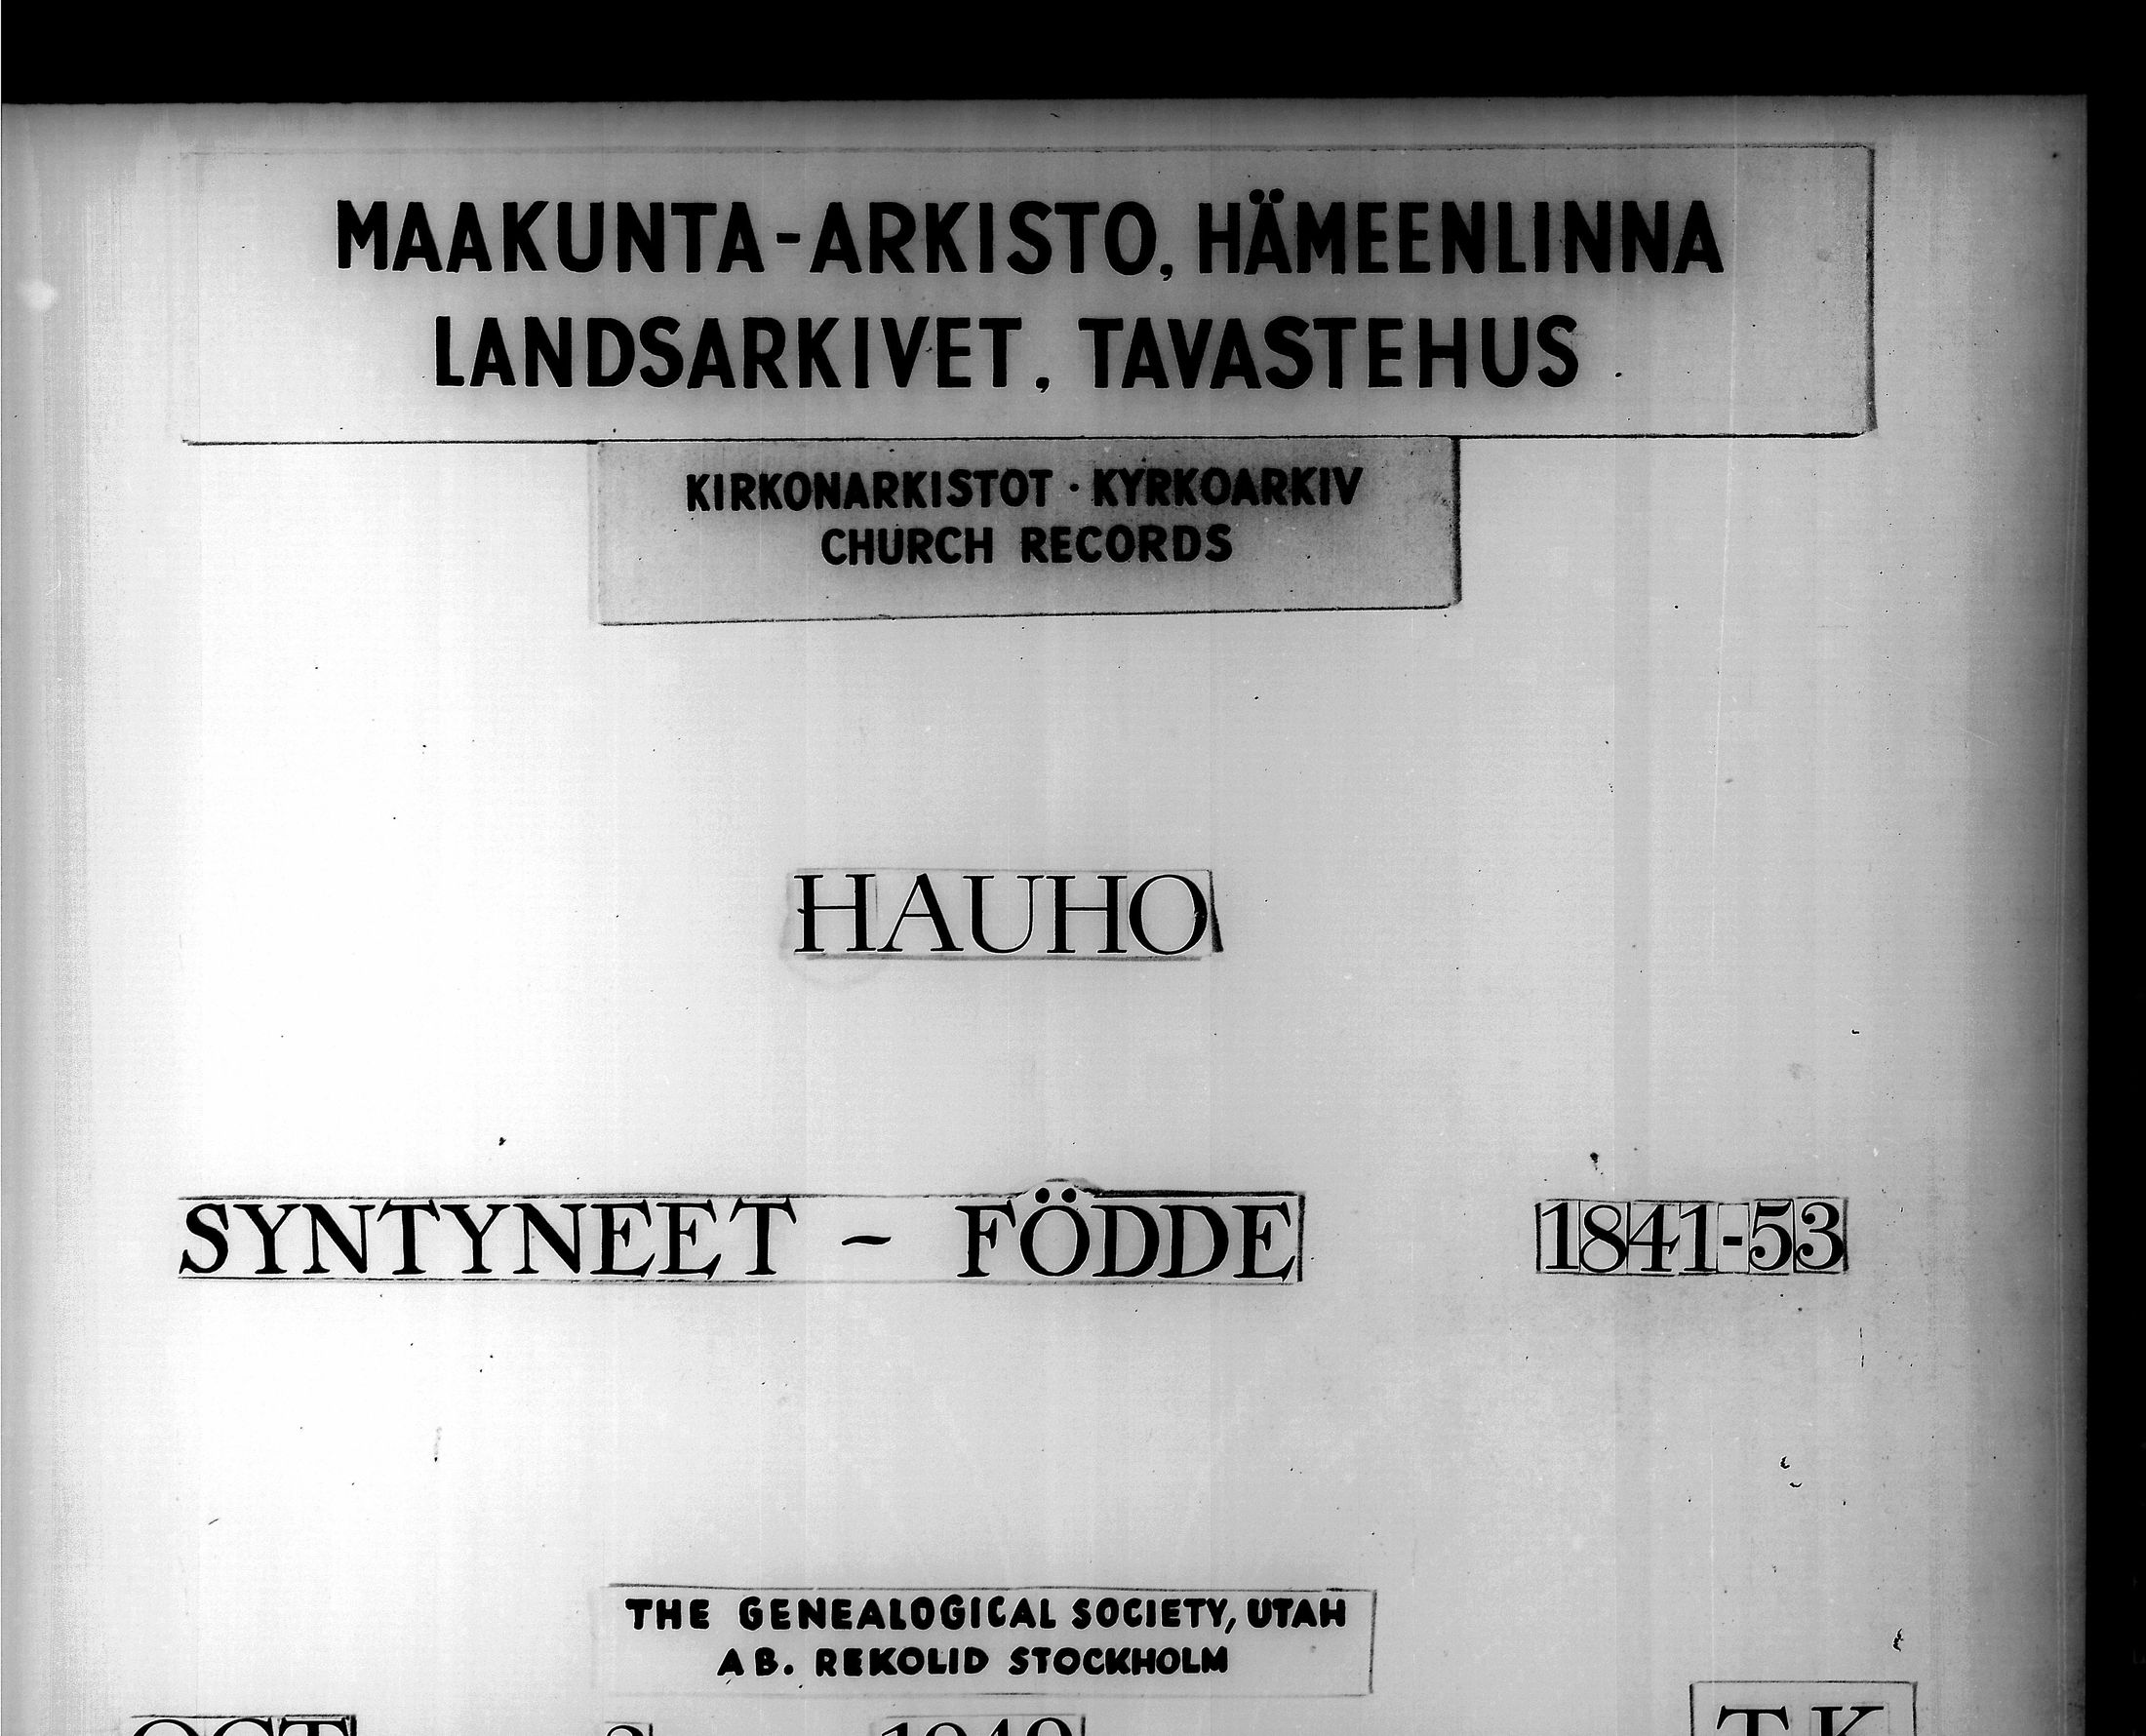 MAAKUNTA-ARKISTO, HÄMEENLINNA
LANDSARKIVET, TAVASTEHUS
KIRKONARKISTOT · KYRKOARKIV
CHURCH RECORDS
HAUHO
SYNTYNEET - FÖDDE 1841-53
THE GENEALOGICAL SOCIETY, UTAH
AB. REKOLID STOCKHOLM
OCT T.K